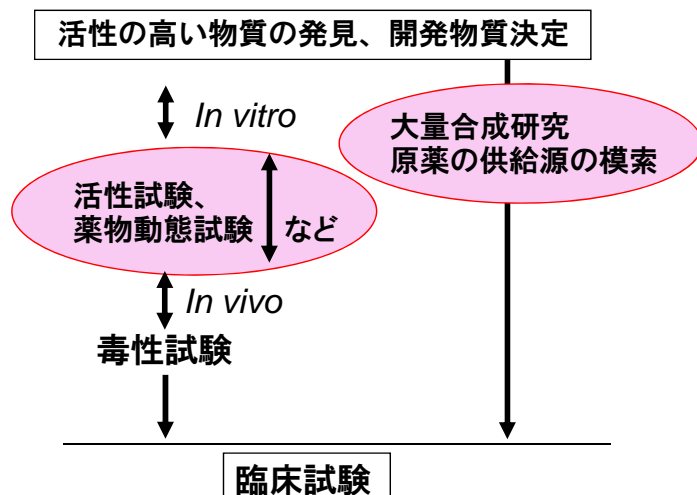 活性の高い物質の発見、開発物質決定
In vitro
大量合成研究
原薬の供給源の模索
活性試験、
薬物動態試験 など
In vivo
毒性試験
臨床試験